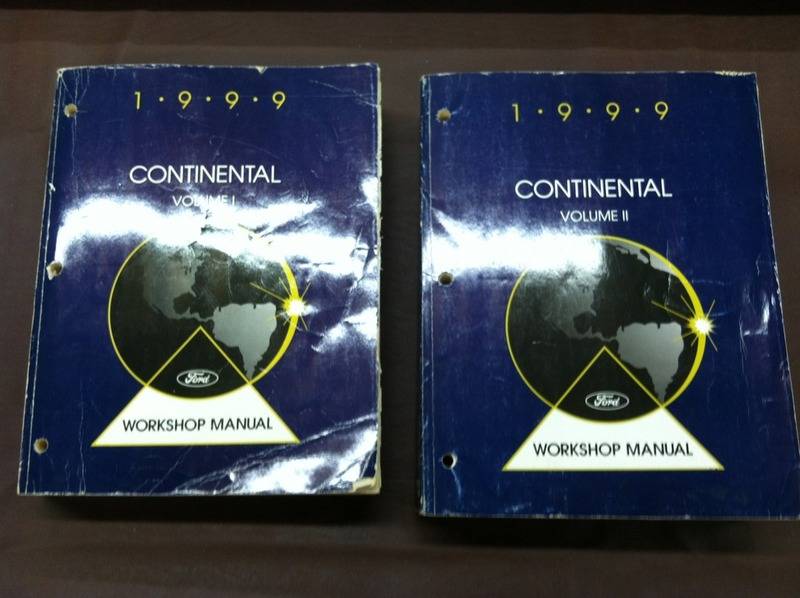 1·9·9·9
CONTINENTAL
VOLUME I
Ford
WORKSHOP MANUAL
1·9·9·9
CONTINENTAL
VOLUME II
Ford
WORKSHOP MANUAL